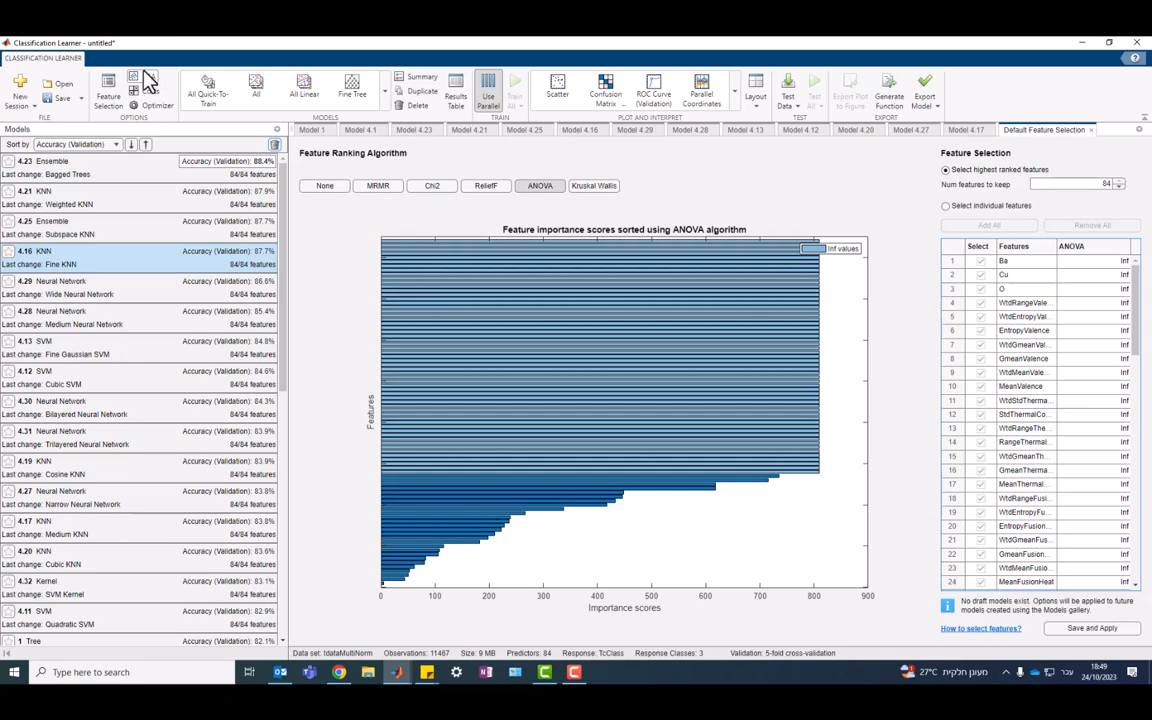 Classification Learner - untitled*
CLASSIFICATION LEARNER
New Session
Open
Save
Feature Selection
Optimizer
All Quick-To-Train
All
All Linear
Fine Tree
Summary
Duplicate
Delete
Results Table
Use Parallel
Train All
Scatter
Confusion Matrix
ROC Curve (Validation)
Parallel Coordinates
Layout
Test Data
Test All
Export Plot to Figure
Generate Function
Export Model
FILE
OPTIONS
MODELS
TRAIN
PLOT AND INTERPRET
TEST
EXPORT
Models
Model 1
Model 4.1
Model 4.23
Model 4.21
Model 4.25
Model 4.16
Model 4.29
Model 4.28
Model 4.13
Model 4.12
Model 4.20
Model 4.27
Model 4.17
Default Feature Selection
Sort by Accuracy (Validation)
4.23 Ensemble Accuracy (Validation): 88.4%
Last change: Bagged Trees 84/84 features
4.21 KNN Accuracy (Validation): 87.9%
Last change: Weighted KNN 84/84 features
4.25 Ensemble Accuracy (Validation): 87.7%
Last change: Subspace KNN 84/84 features
4.16 KNN Accuracy (Validation): 87.7%
Last change: Fine KNN 84/84 features
4.29 Neural Network Accuracy (Validation): 86.6%
Last change: Wide Neural Network 84/84 features
4.28 Neural Network Accuracy (Validation): 85.4%
Last change: Medium Neural Network 84/84 features
4.13 SVM Accuracy (Validation): 84.8%
Last change: Fine Gaussian SVM 84/84 features
4.12 SVM Accuracy (Validation): 84.6%
Last change: Cubic SVM 84/84 features
4.30 Neural Network Accuracy (Validation): 84.3%
Last change: Bilayered Neural Network 84/84 features
4.31 Neural Network Accuracy (Validation): 83.9%
Last change: Trilayered Neural Network 84/84 features
4.19 KNN Accuracy (Validation): 83.9%
Last change: Cosine KNN 84/84 features
4.27 Neural Network Accuracy (Validation): 83.8%
Last change: Narrow Neural Network 84/84 features
4.17 KNN Accuracy (Validation): 83.8%
Last change: Medium KNN 84/84 features
4.20 KNN Accuracy (Validation): 83.6%
Last change: Cubic KNN 84/84 features
4.32 Kernel Accuracy (Validation): 83.1%
Last change: SVM Kernel 84/84 features
4.11 SVM Accuracy (Validation): 82.9%
Last change: Quadratic SVM 84/84 features
1 Tree Accuracy (Validation): 82.1%
Feature Ranking Algorithm
None MRMR Chi2 ReliefF ANOVA Kruskal Wallis
Feature importance scores sorted using ANOVA algorithm
Inf values
Features
0 100 200 300 400 500 600 700 800 900
Importance scores
Feature Selection
Select highest ranked features
Num features to keep 84
Select individual features
Add All Remove All
Select Features ANOVA
1 Ba Inf
2 Cu Inf
3 O Inf
4 WtdRangeVale... Inf
5 WtdEntropyVal... Inf
6 EntropyValence Inf
7 WtdGmeanVal... Inf
8 GmeanValence Inf
9 WtdMeanVale... Inf
10 MeanValence Inf
11 WtdStdTherma... Inf
12 StdThermalCo... Inf
13 WtdRangeThe... Inf
14 RangeThermal... Inf
15 WtdGmeanTh... Inf
16 GmeanTherma... Inf
17 MeanThermal... Inf
18 WtdRangeFusi... Inf
19 WtdEntropyFu... Inf
20 EntropyFusion... Inf
21 WtdGmeanFus... Inf
22 GmeanFusion... Inf
23 WtdMeanFusio... Inf
24 MeanFusionHeat Inf
No draft models exist. Options will be applied to future
models created using the Models gallery.
How to select features?
Save and Apply
Data set: tdataMultiNorm Observations: 11467 Size: 9 MB Predictors: 84 Response: TcClass Response Classes: 3 Validation: 5-fold cross-validation
Type here to search
27°C מעונן חלקית
עבר
18:49
24/10/2023